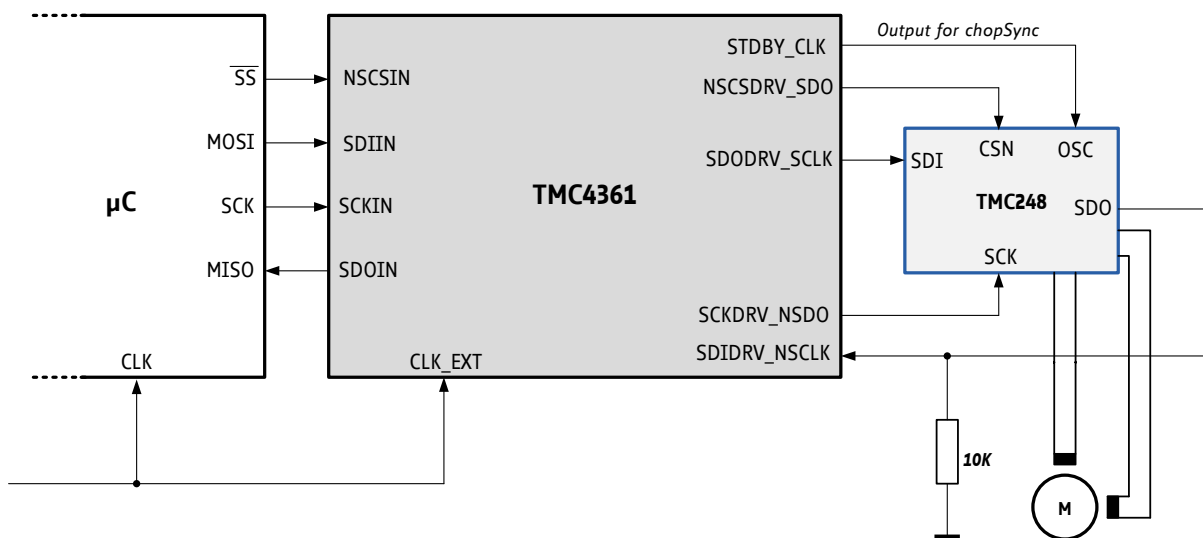 Output for chopSync
STDBY_CLK
NSCSDRV_SDO
SS
NSCSIN
MOSI
SDIIN
SDODRV_SCLK
CSN
OSC
SDI
µC
TMC4361
TMC248
SCK
SCKIN
SDO
MISO
SDOIN
SCK
SCKDRV_NSDO
SDIDRV_NSCLK
CLK
CLK_EXT
10K
M